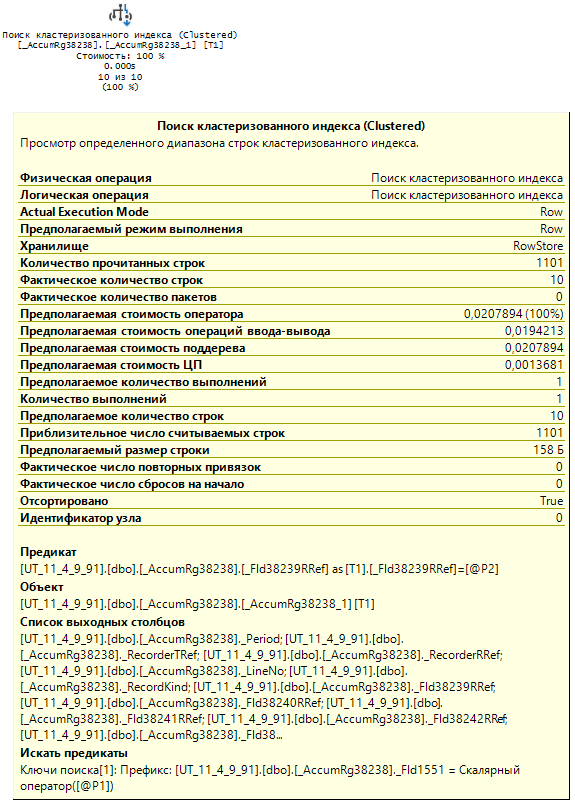 Поиск кластеризованного индекса (Clustered)
[_AccumRg38238].[_AccumRg38238_1] [T1]
Стоимость: 100 %
0.000s
10 из 10
(100 %)
Поиск кластеризованного индекса (Clustered)
Просмотр определенного диапазона строк кластеризованного индекса.
Физическая операция Поиск кластеризованного индекса
Логическая операция Поиск кластеризованного индекса
Actual Execution Mode Row
Предполагаемый режим выполнения Row
Хранилище RowStore
Количество прочитанных строк 1101
Фактическое количество строк 10
Фактическое количество пакетов 0
Предполагаемая стоимость оператора 0,0207894 (100%)
Предполагаемая стоимость операций ввода-вывода 0,0194213
Предполагаемая стоимость поддерева 0,0207894
Предполагаемая стоимость ЦП 0,0013681
Предполагаемое количество выполнений 1
Количество выполнений 1
Предполагаемое количество строк 10
Приблизительное число считываемых строк 1101
Предполагаемый размер строки 158 Б
Фактическое число повторных привязок 0
Фактическое число сбросов на начало 0
Отсортировано True
Идентификатор узла 0
Предикат
[UT_11_4_9_91].[dbo].[_AccumRg38238].[_Fld38239RRef] as [T1].[_Fld38239RRef]=[@P2]
Объект
[UT_11_4_9_91].[dbo].[_AccumRg38238].[_AccumRg38238_1] [T1]
Список выходных столбцов
[UT_11_4_9_91].[dbo].[_AccumRg38238]._Period; [UT_11_4_9_91].[dbo].
[_AccumRg38238]._RecorderTRef; [UT_11_4_9_91].[dbo].[_AccumRg38238]._RecorderRRef;
[UT_11_4_9_91].[dbo].[_AccumRg38238]._LineNo; [UT_11_4_9_91].[dbo].
[_AccumRg38238]._RecordKind; [UT_11_4_9_91].[dbo].[_AccumRg38238]._Fld38239RRef;
[UT_11_4_9_91].[dbo].[_AccumRg38238]._Fld38240RRef; [UT_11_4_9_91].[dbo].
[_AccumRg38238]._Fld38241RRef; [UT_11_4_9_91].[dbo].[_AccumRg38238]._Fld38242RRef;
[UT_11_4_9_91].[dbo].[_AccumRg38238]._Fld38...
Искать предикаты
Ключи поиска[1]: Префикс: [UT_11_4_9_91].[dbo].[_AccumRg38238]._Fld1551 = Скалярный
оператор([@P1])